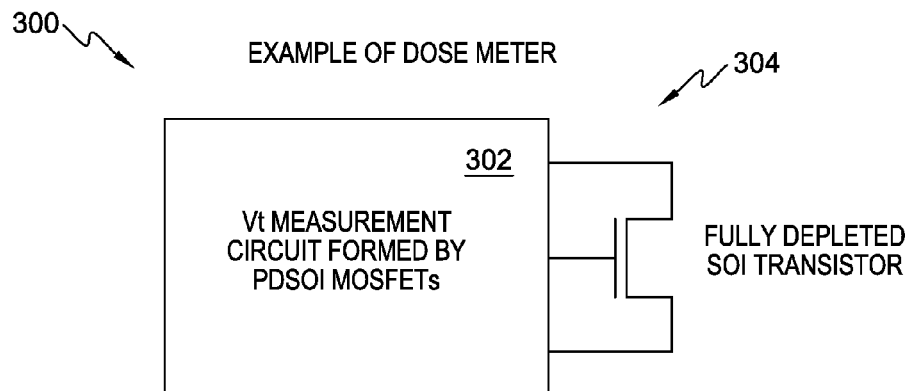 300
EXAMPLE OF DOSE METER
304
302
Vt MEASUREMENT
CIRCUIT FORMED BY
PDSOI MOSFETs
FULLY DEPLETED
SOI TRANSISTOR